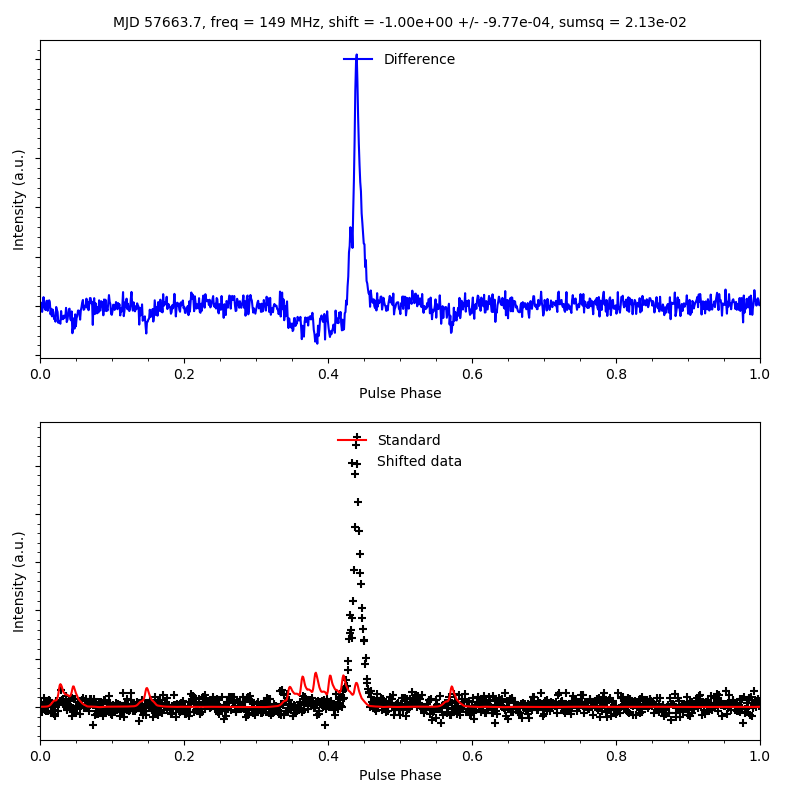 MJD 57663.7, freq = 149 MHz, shift = -1.00e+00 +/- -9.77e-04, sumsq = 2.13e-02
Difference
Intensity (a.u.)
0.0 0.2 0.4 0.6 0.8 1.0
Pulse Phase
Standard
Shifted data
Intensity (a.u.)
0.0 0.2 0.4 0.6 0.8 1.0
Pulse Phase